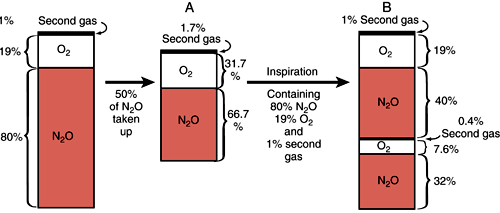 1%
Second gas
19%
O₂
80%
N₂O
50%
of N₂O
taken
up
A
1.7%
Second gas
O₂
31.7
%
N₂O
66.7
%
Inspiration
Containing
80% N₂O
19% O₂
and
1% second
gas
B
1% Second gas
O₂
19%
N₂O
40%
0.4%
Second gas
O₂
7.6%
N₂O
32%